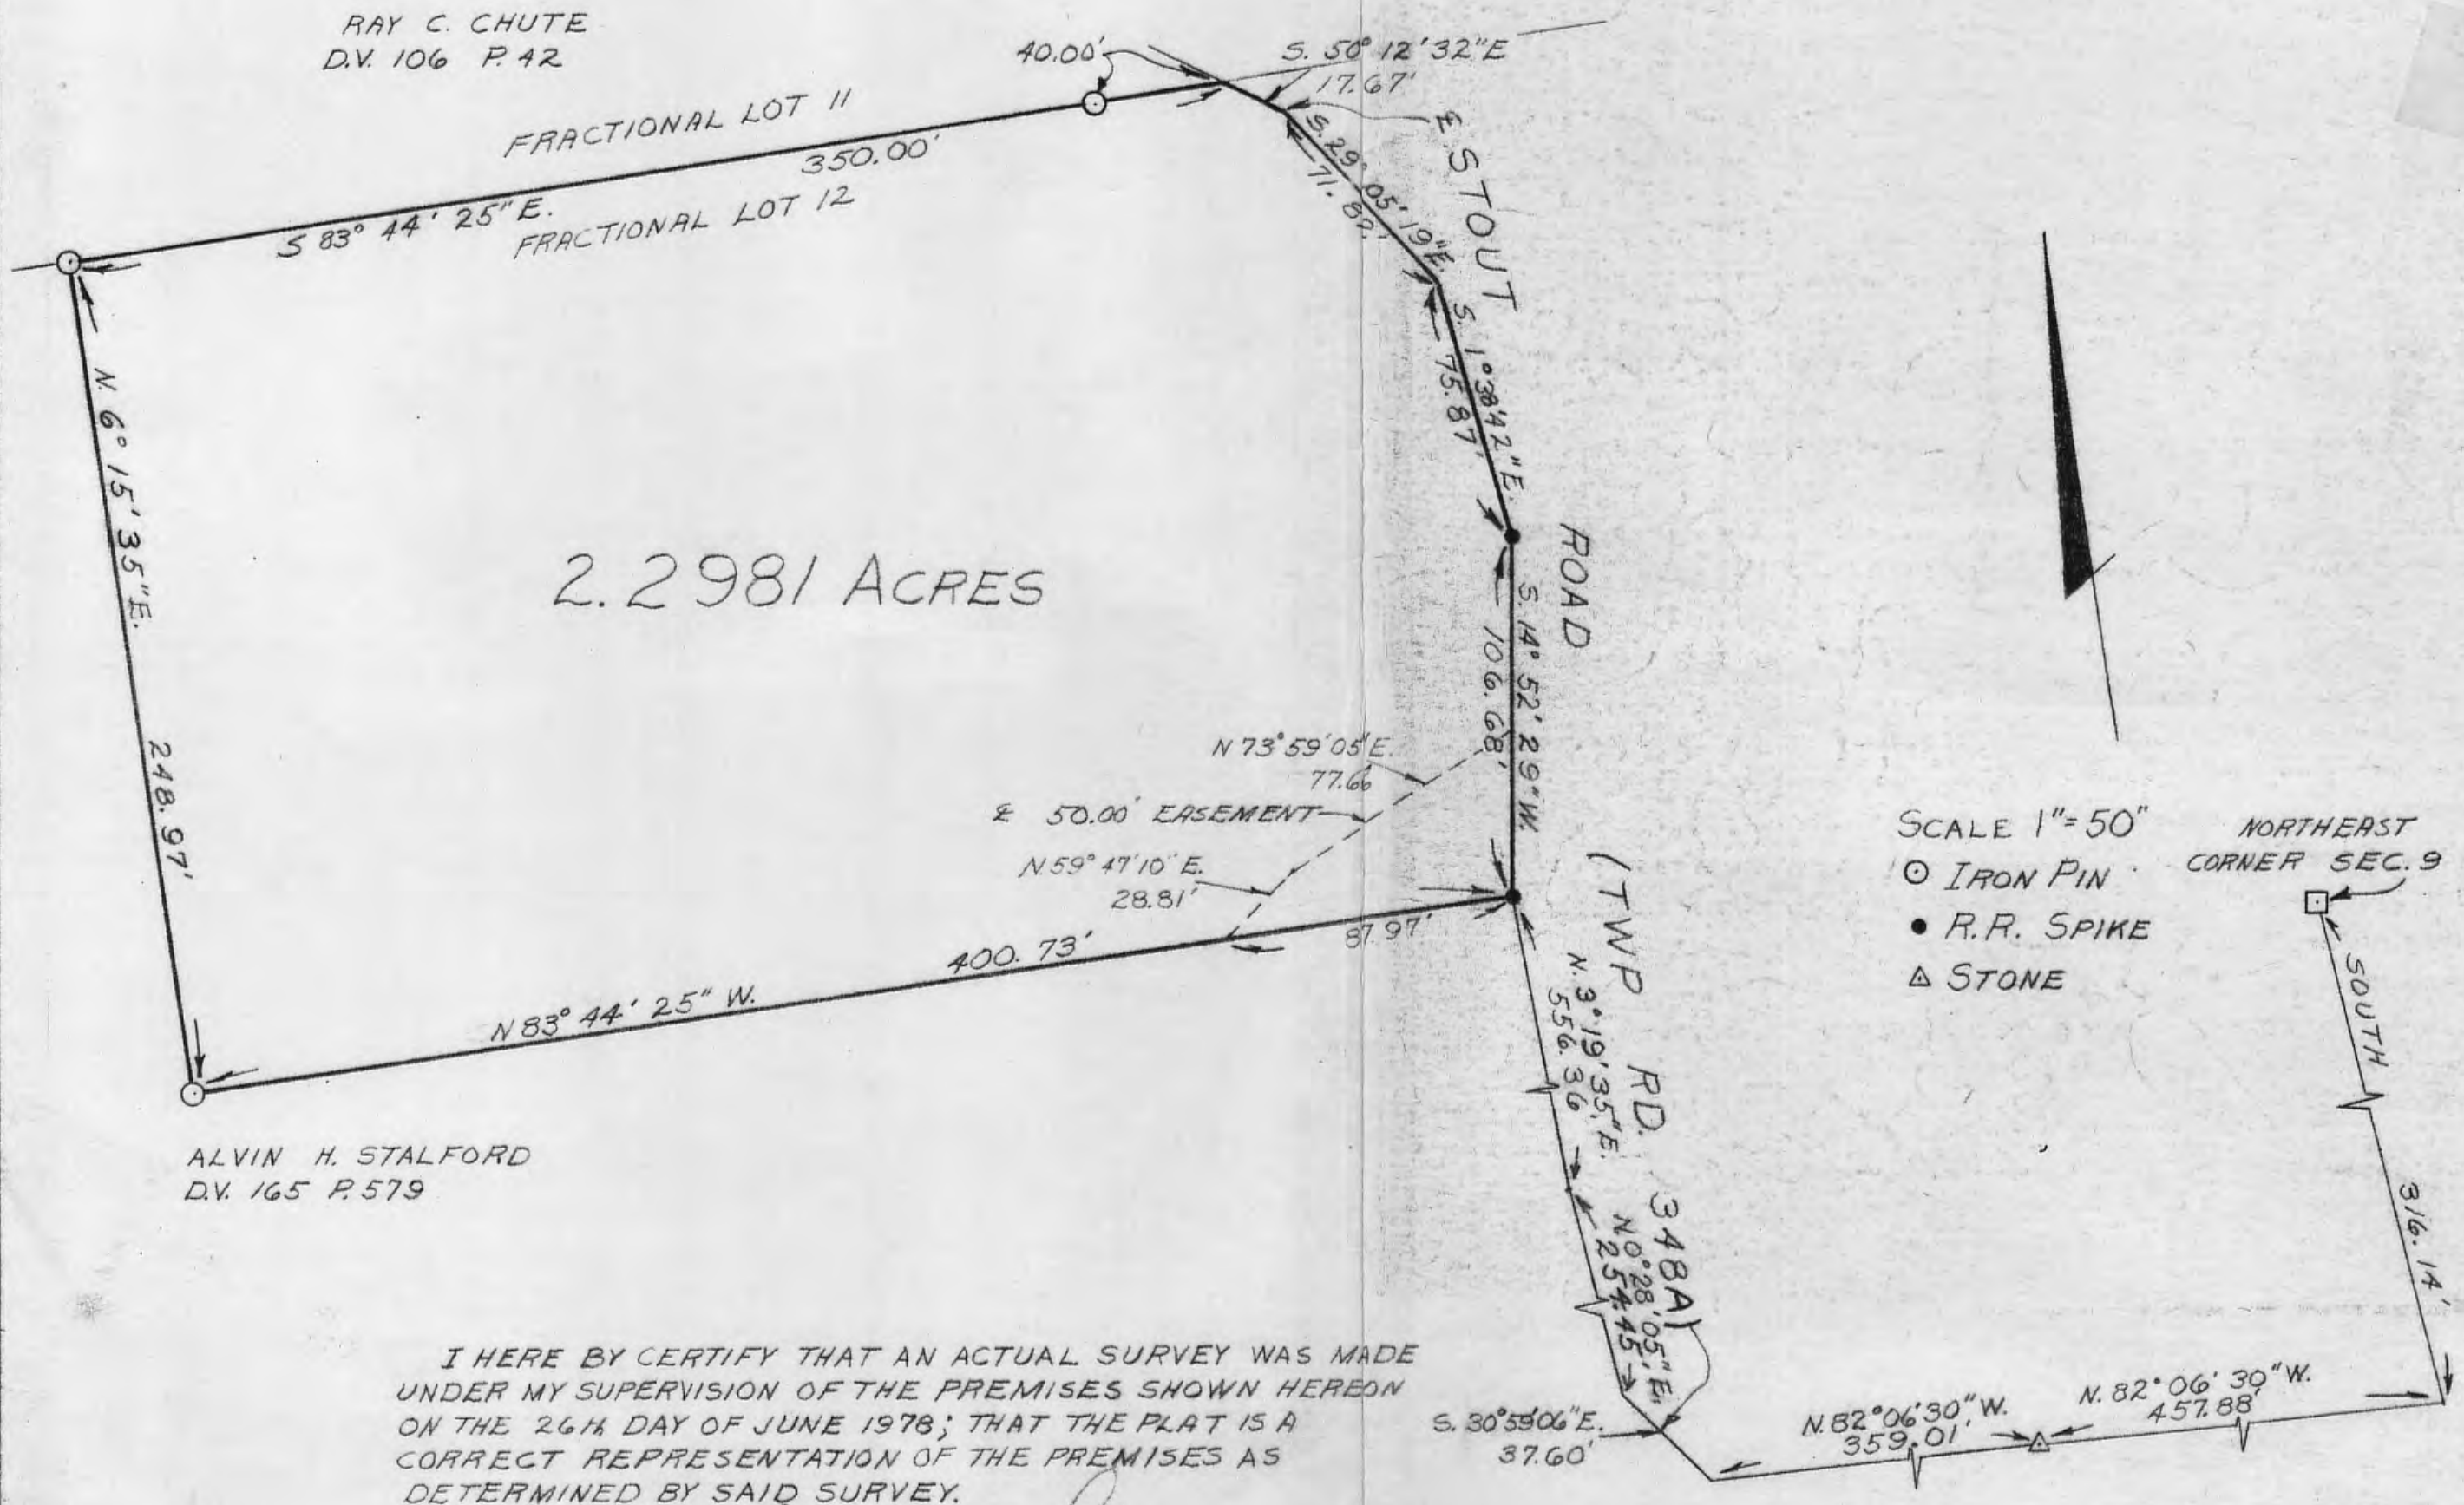 RAY C. CHUTE
D.V. 106 P. 42
FRACTIONAL LOT 11
350.00'
40.00'
S. 50° 12' 32" E
17.67'
S 83° 44' 25" E.
FRACTIONAL LOT 12
S. 29° 05' 19" E.
71.82'
℄ STOUT
ROAD
(TWP RD. 348A)
S. 1° 38' 42" E.
75.87'
N. 6° 15' 35" E.
248.97'
2.2981 ACRES
S. 14° 52' 29" W.
106.68'
N 73° 59' 05" E.
77.66'
℄ 50.00' EASEMENT
N 59° 47' 10" E.
28.81'
87.97'
400.73'
N 83° 44' 25" W.
SCALE 1" = 50"
⊙ IRON PIN
● R.R. SPIKE
△ STONE
NORTHEAST
CORNER SEC. 9
SOUTH
316.14'
N. 3° 19' 35" E.
556.36
N 0° 28' 05" E.
254.45'
ALVIN H. STALFORD
D.V. 165 P. 579
S. 30° 59' 06" E.
37.60'
N. 82° 06' 30" W.
359.01'
N. 82° 06' 30" W.
457.88'
I HERE BY CERTIFY THAT AN ACTUAL SURVEY WAS MADE
UNDER MY SUPERVISION OF THE PREMISES SHOWN HEREON
ON THE 26th DAY OF JUNE 1978; THAT THE PLAT IS A
CORRECT REPRESENTATION OF THE PREMISES AS
DETERMINED BY SAID SURVEY.